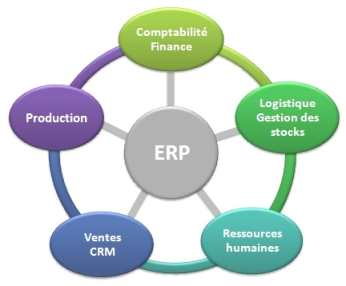 Comptabilité
Finance
Logistique
Gestion des
stocks
Production
ERP
Ventes
CRM
Ressources
humaines